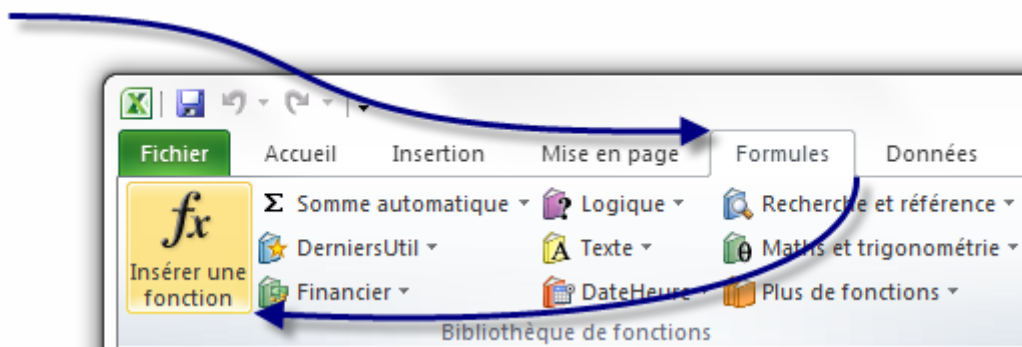 Fichier Accueil Insertion Mise en page Formules Données
fx
Insérer une
fonction
Σ Somme automatique
DerniersUtil
Financier
Logique
Texte
DateHeure
Recherche et référence
Maths et trigonométrie
Plus de fonctions
Bibliothèque de fonctions